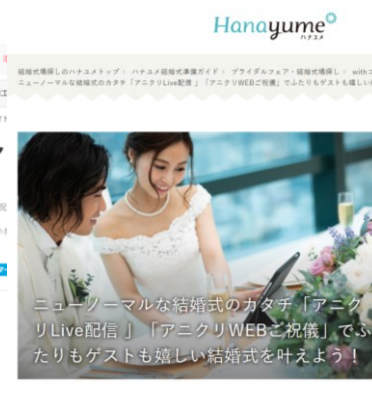 Hanayume
ハナユメ
結婚式場探しのハナユメトップ › ハナユメ結婚式準備ガイド › ブライダルフェア・結婚式場探し › with
ニューノーマルな結婚式のカタチ「アニクリLive配信 」「アニクリWEBご祝儀」でふたりもゲストも嬉しい
ニューノーマルな結婚式のカタチ「アニク
リLive配信 」「アニクリWEBご祝儀」でふ
たりもゲストも嬉しい結婚式を叶えよう！